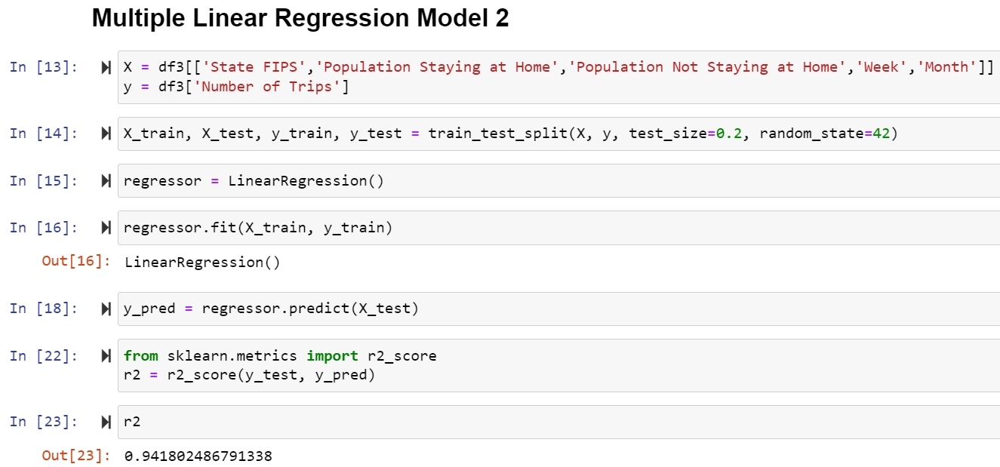 Multiple Linear Regression Model 2
In [13]: X = df3[['State FIPS','Population Staying at Home','Population Not Staying at Home','Week','Month']]
y = df3['Number of Trips']
In [14]: X_train, X_test, y_train, y_test = train_test_split(X, y, test_size=0.2, random_state=42)
In [15]: regressor = LinearRegression()
In [16]: regressor.fit(X_train, y_train)
Out[16]: LinearRegression()
In [18]: y_pred = regressor.predict(X_test)
In [22]: from sklearn.metrics import r2_score
r2 = r2_score(y_test, y_pred)
In [23]: r2
Out[23]: 0.941802486791338